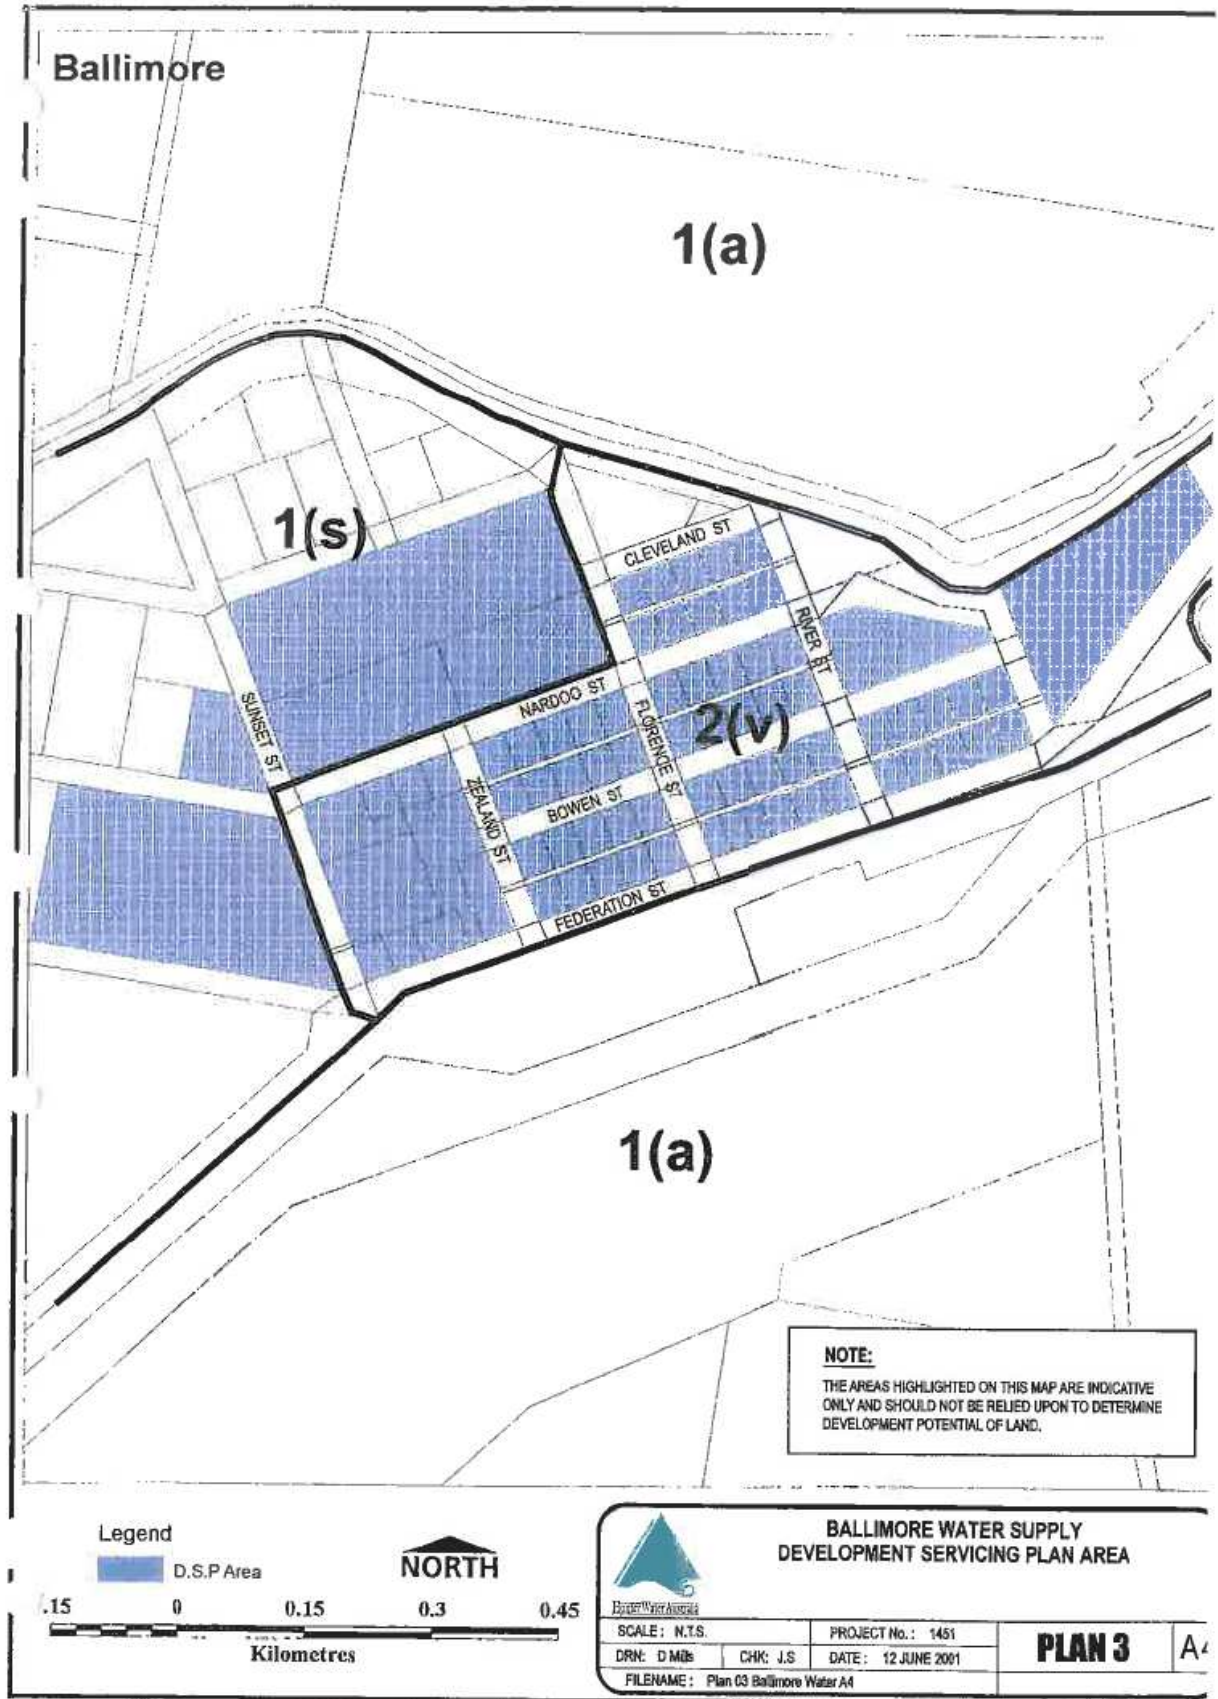 Ballimore
1(a)
1(s)
CLEVELAND ST
RIVER ST
SUNSET ST
NARDOO ST
FLORENCE ST
2(v)
ZEALAND ST
BOWEN ST
FEDERATION ST
1(a)
NOTE:
THE AREAS HIGHLIGHTED ON THIS MAP ARE INDICATIVE
ONLY AND SHOULD NOT BE RELIED UPON TO DETERMINE
DEVELOPMENT POTENTIAL OF LAND.
Legend
D.S.P Area
NORTH
.15 0 0.15 0.3 0.45
Kilometres
Hunter Water Australia
BALLIMORE WATER SUPPLY
DEVELOPMENT SERVICING PLAN AREA
SCALE: N.T.S.
PROJECT No.: 1451
DRN: D Mills
CHK: J.S
DATE: 12 JUNE 2001
FILENAME: Plan 03 Ballimore Water A4
PLAN 3
A4